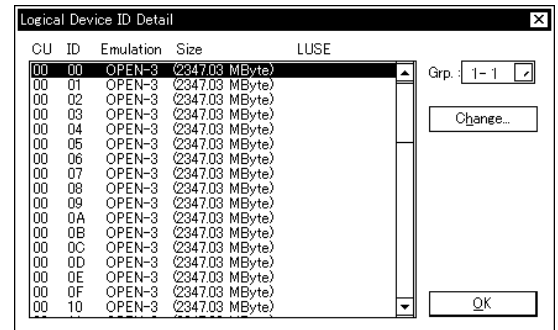 Logical Device ID Detail
CU ID Emulation Size LUSE
00 00 OPEN-3 (2347.03 MByte)
00 01 OPEN-3 (2347.03 MByte)
00 02 OPEN-3 (2347.03 MByte)
00 03 OPEN-3 (2347.03 MByte)
00 04 OPEN-3 (2347.03 MByte)
00 05 OPEN-3 (2347.03 MByte)
00 06 OPEN-3 (2347.03 MByte)
00 07 OPEN-3 (2347.03 MByte)
00 08 OPEN-3 (2347.03 MByte)
00 09 OPEN-3 (2347.03 MByte)
00 0A OPEN-3 (2347.03 MByte)
00 0B OPEN-3 (2347.03 MByte)
00 0C OPEN-3 (2347.03 MByte)
00 0D OPEN-3 (2347.03 MByte)
00 0E OPEN-3 (2347.03 MByte)
00 0F OPEN-3 (2347.03 MByte)
00 10 OPEN-3 (2347.03 MByte)
Grp. : 1- 1
Change...
OK